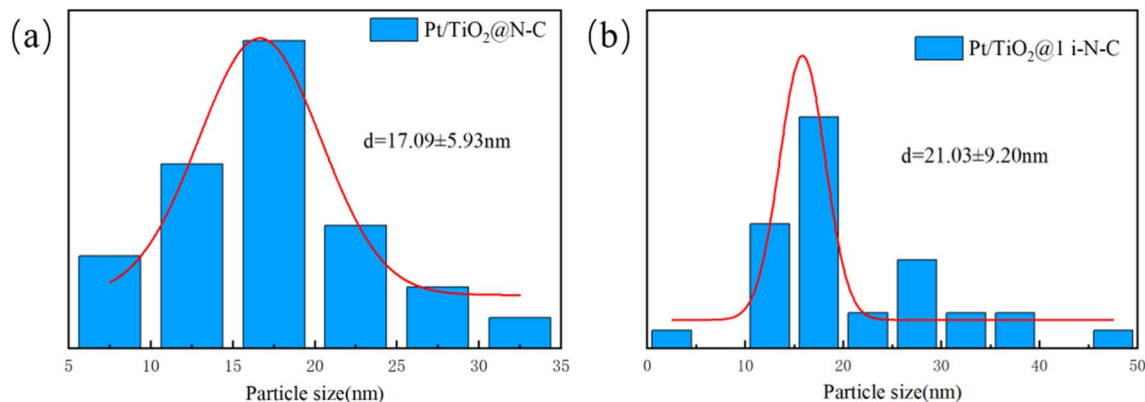 (a)
Pt/TiO₂@N-C
d=17.09±5.93nm
5 10 15 20 25 30 35
Particle size(nm)
(b)
Pt/TiO₂@1 i-N-C
d=21.03±9.20nm
0 10 20 30 40 50
Particle size(nm)